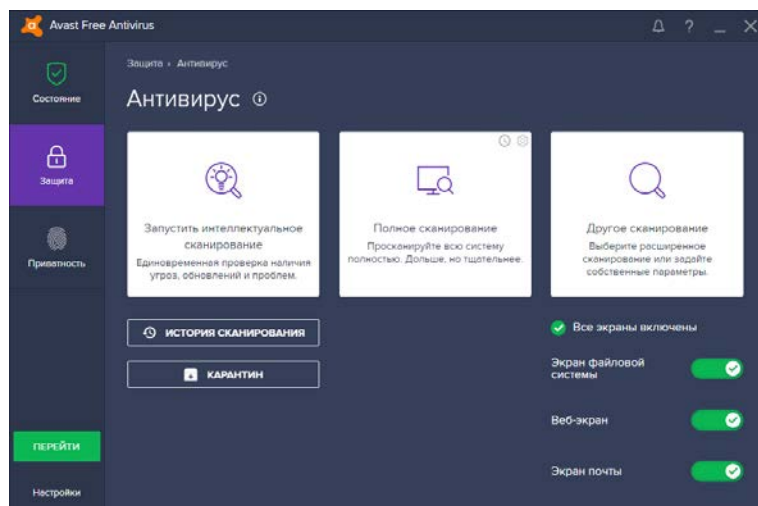 Avast Free Antivirus
?
Защита › Антивирус
Состояние
Антивирус
Защита
Приватность
Запустить интеллектуальное
сканирование
Единовременная проверка наличия
угроз, обновлений и проблем.
Полное сканирование
Просканируйте всю систему
полностью. Дольше, но тщательнее.
Другое сканирование
Выберите расширенное
сканирование или задайте
собственные параметры.
ИСТОРИЯ СКАНИРОВАНИЯ
КАРАНТИН
Все экраны включены
Экран файловой
системы
Веб-экран
Экран почты
ПЕРЕЙТИ
Настройки